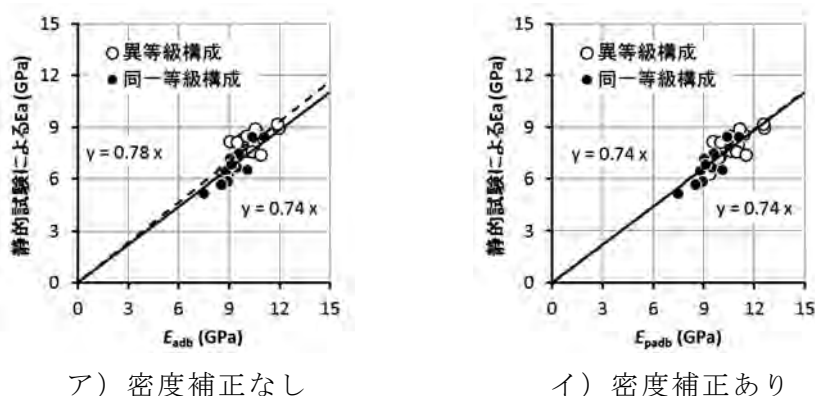 15
12
9
6
3
0
静的試験によるEa (GPa)
○異等級構成
●同一等級構成
y = 0.78 x
y = 0.74 x
0 3 6 9 12 15
Eadb (GPa)
ア）密度補正なし
15
12
9
6
3
0
静的試験によるEa (GPa)
○異等級構成
●同一等級構成
y = 0.74 x
y = 0.74 x
0 3 6 9 12 15
Epadb (GPa)
イ）密度補正あり